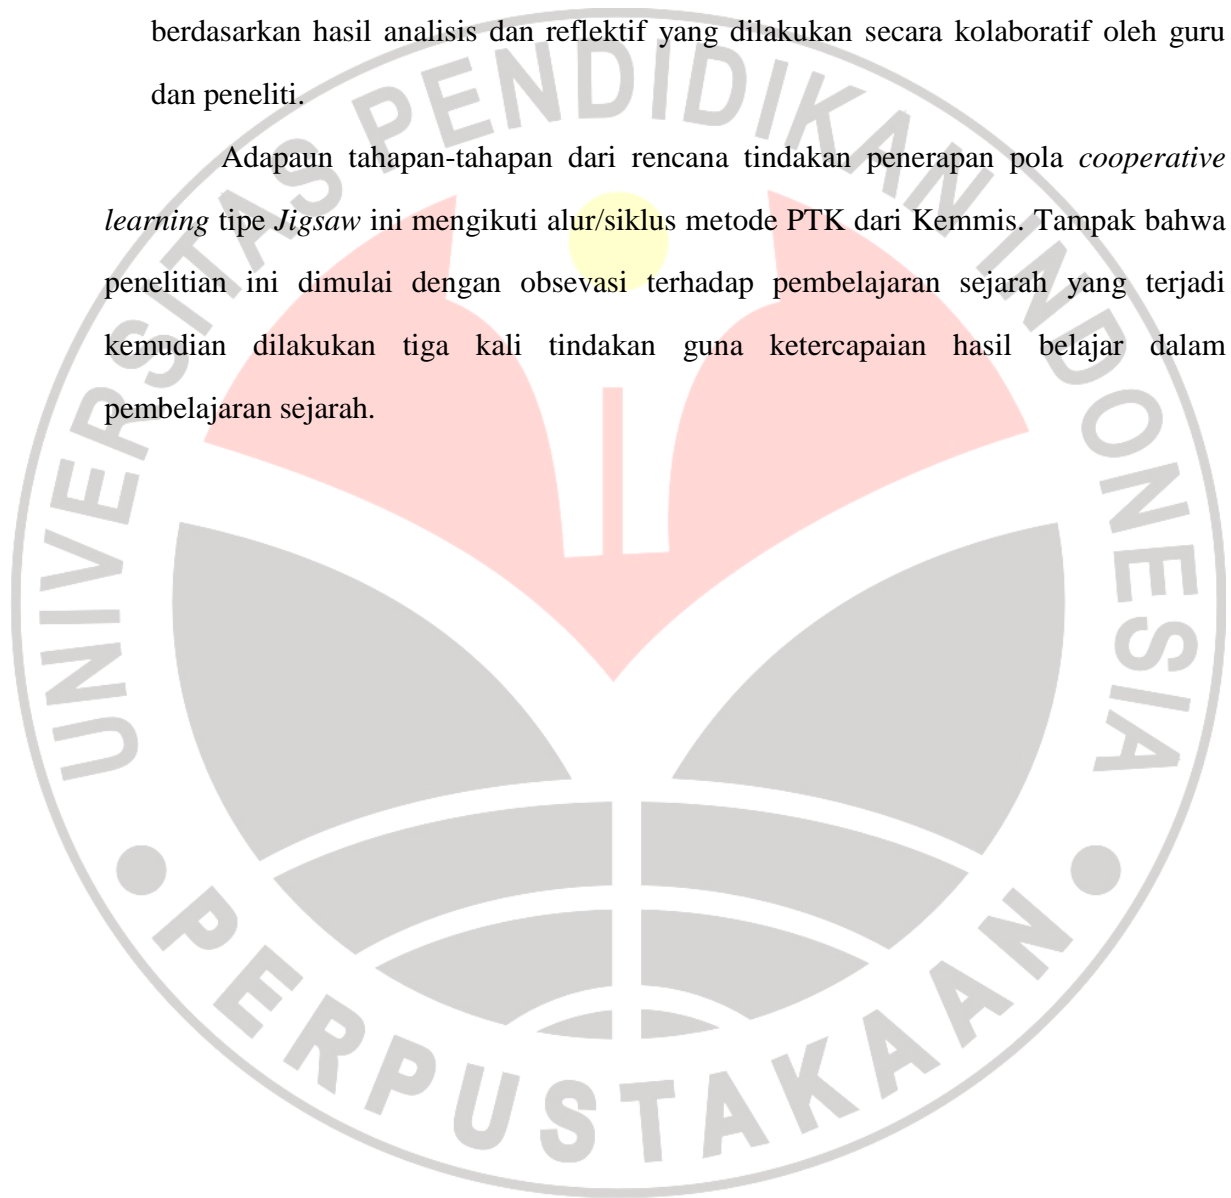 berdasarkan hasil analisis dan reflektif yang dilakukan secara kolaboratif oleh guru
dan peneliti.
Adapaun tahapan-tahapan dari rencana tindakan penerapan pola cooperative
learning tipe Jigsaw ini mengikuti alur/siklus metode PTK dari Kemmis. Tampak bahwa
penelitian ini dimulai dengan obsevasi terhadap pembelajaran sejarah yang terjadi
kemudian dilakukan tiga kali tindakan guna ketercapaian hasil belajar dalam
pembelajaran sejarah.
UNIVERSITAS PENDIDIKAN INDONESIA
PERPUSTAKAAN